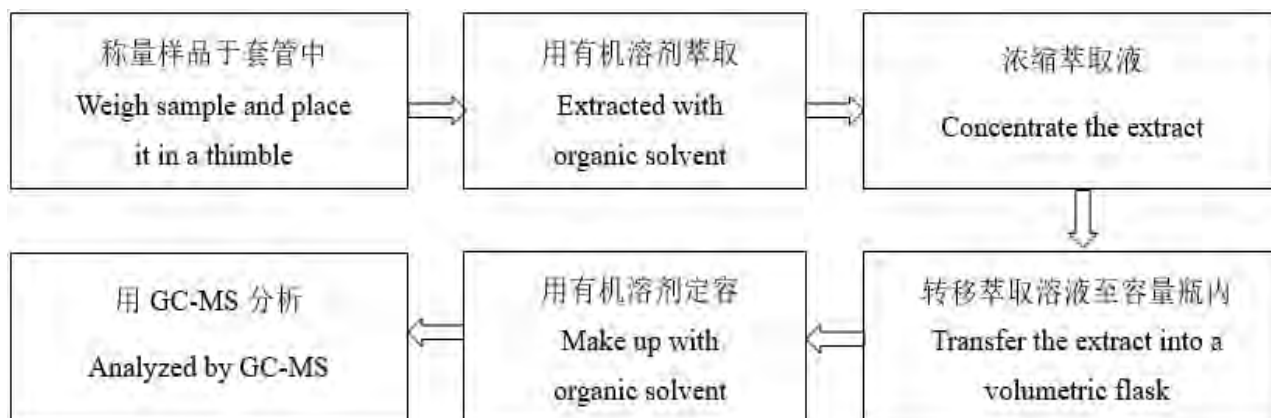 称量样品于套管中
Weigh sample and place
it in a thimble
用有机溶剂萃取
Extracted with
organic solvent
浓缩萃取液
Concentrate the extract
转移萃取溶液至容量瓶内
Transfer the extract into a
volumetric flask
用有机溶剂定容
Make up with
organic solvent
用 GC-MS 分析
Analyzed by GC-MS